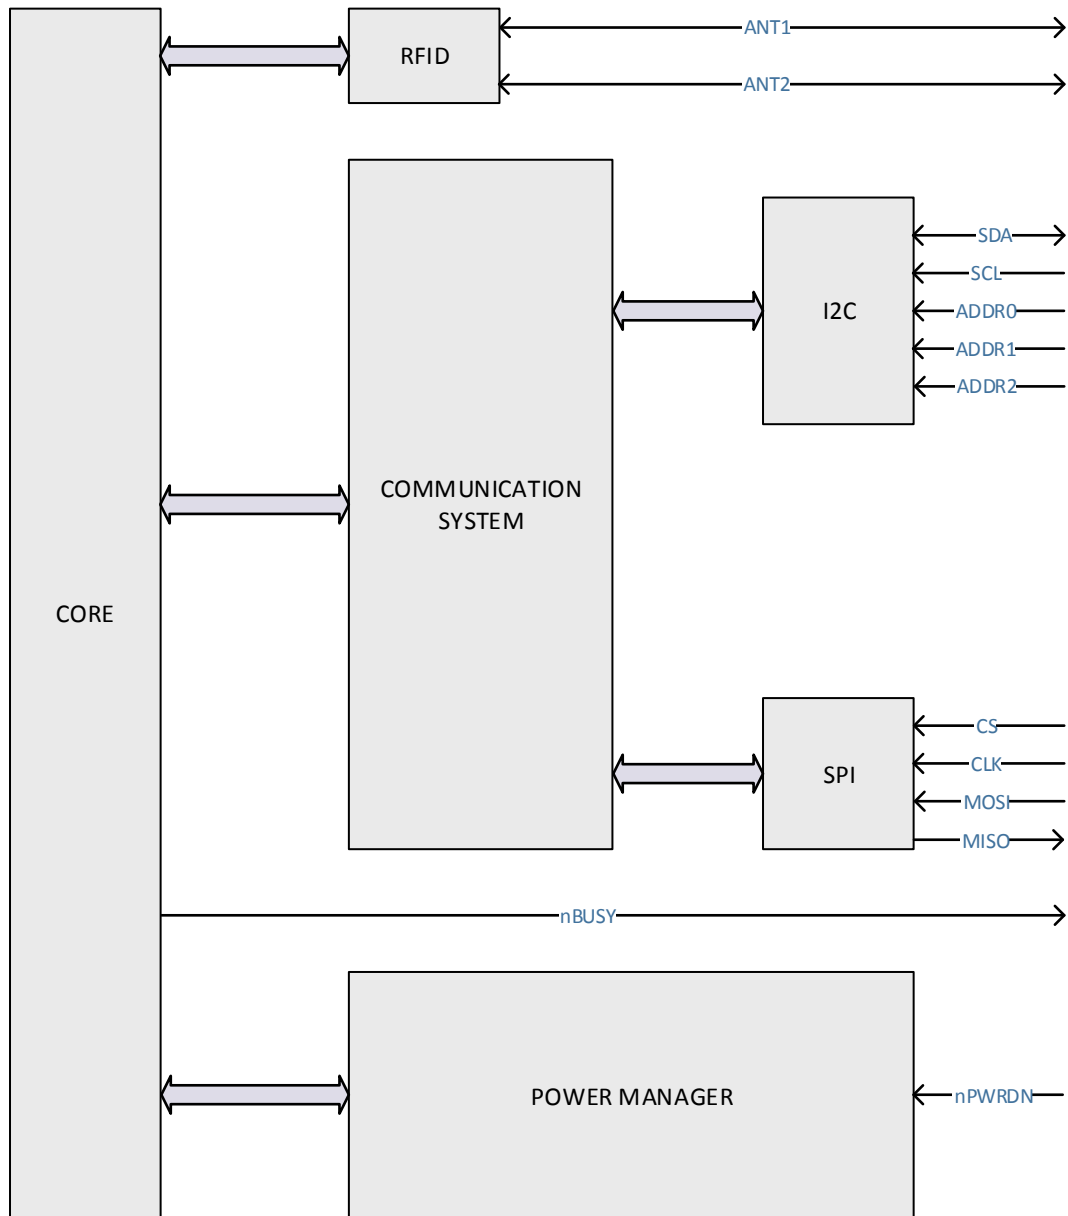 ANT1
RFID
ANT2
SDA
SCL
I2C
ADDR0
ADDR1
ADDR2
COMMUNICATION
SYSTEM
CORE
CS
CLK
SPI
MOSI
MISO
nBUSY
POWER MANAGER
nPWRDN